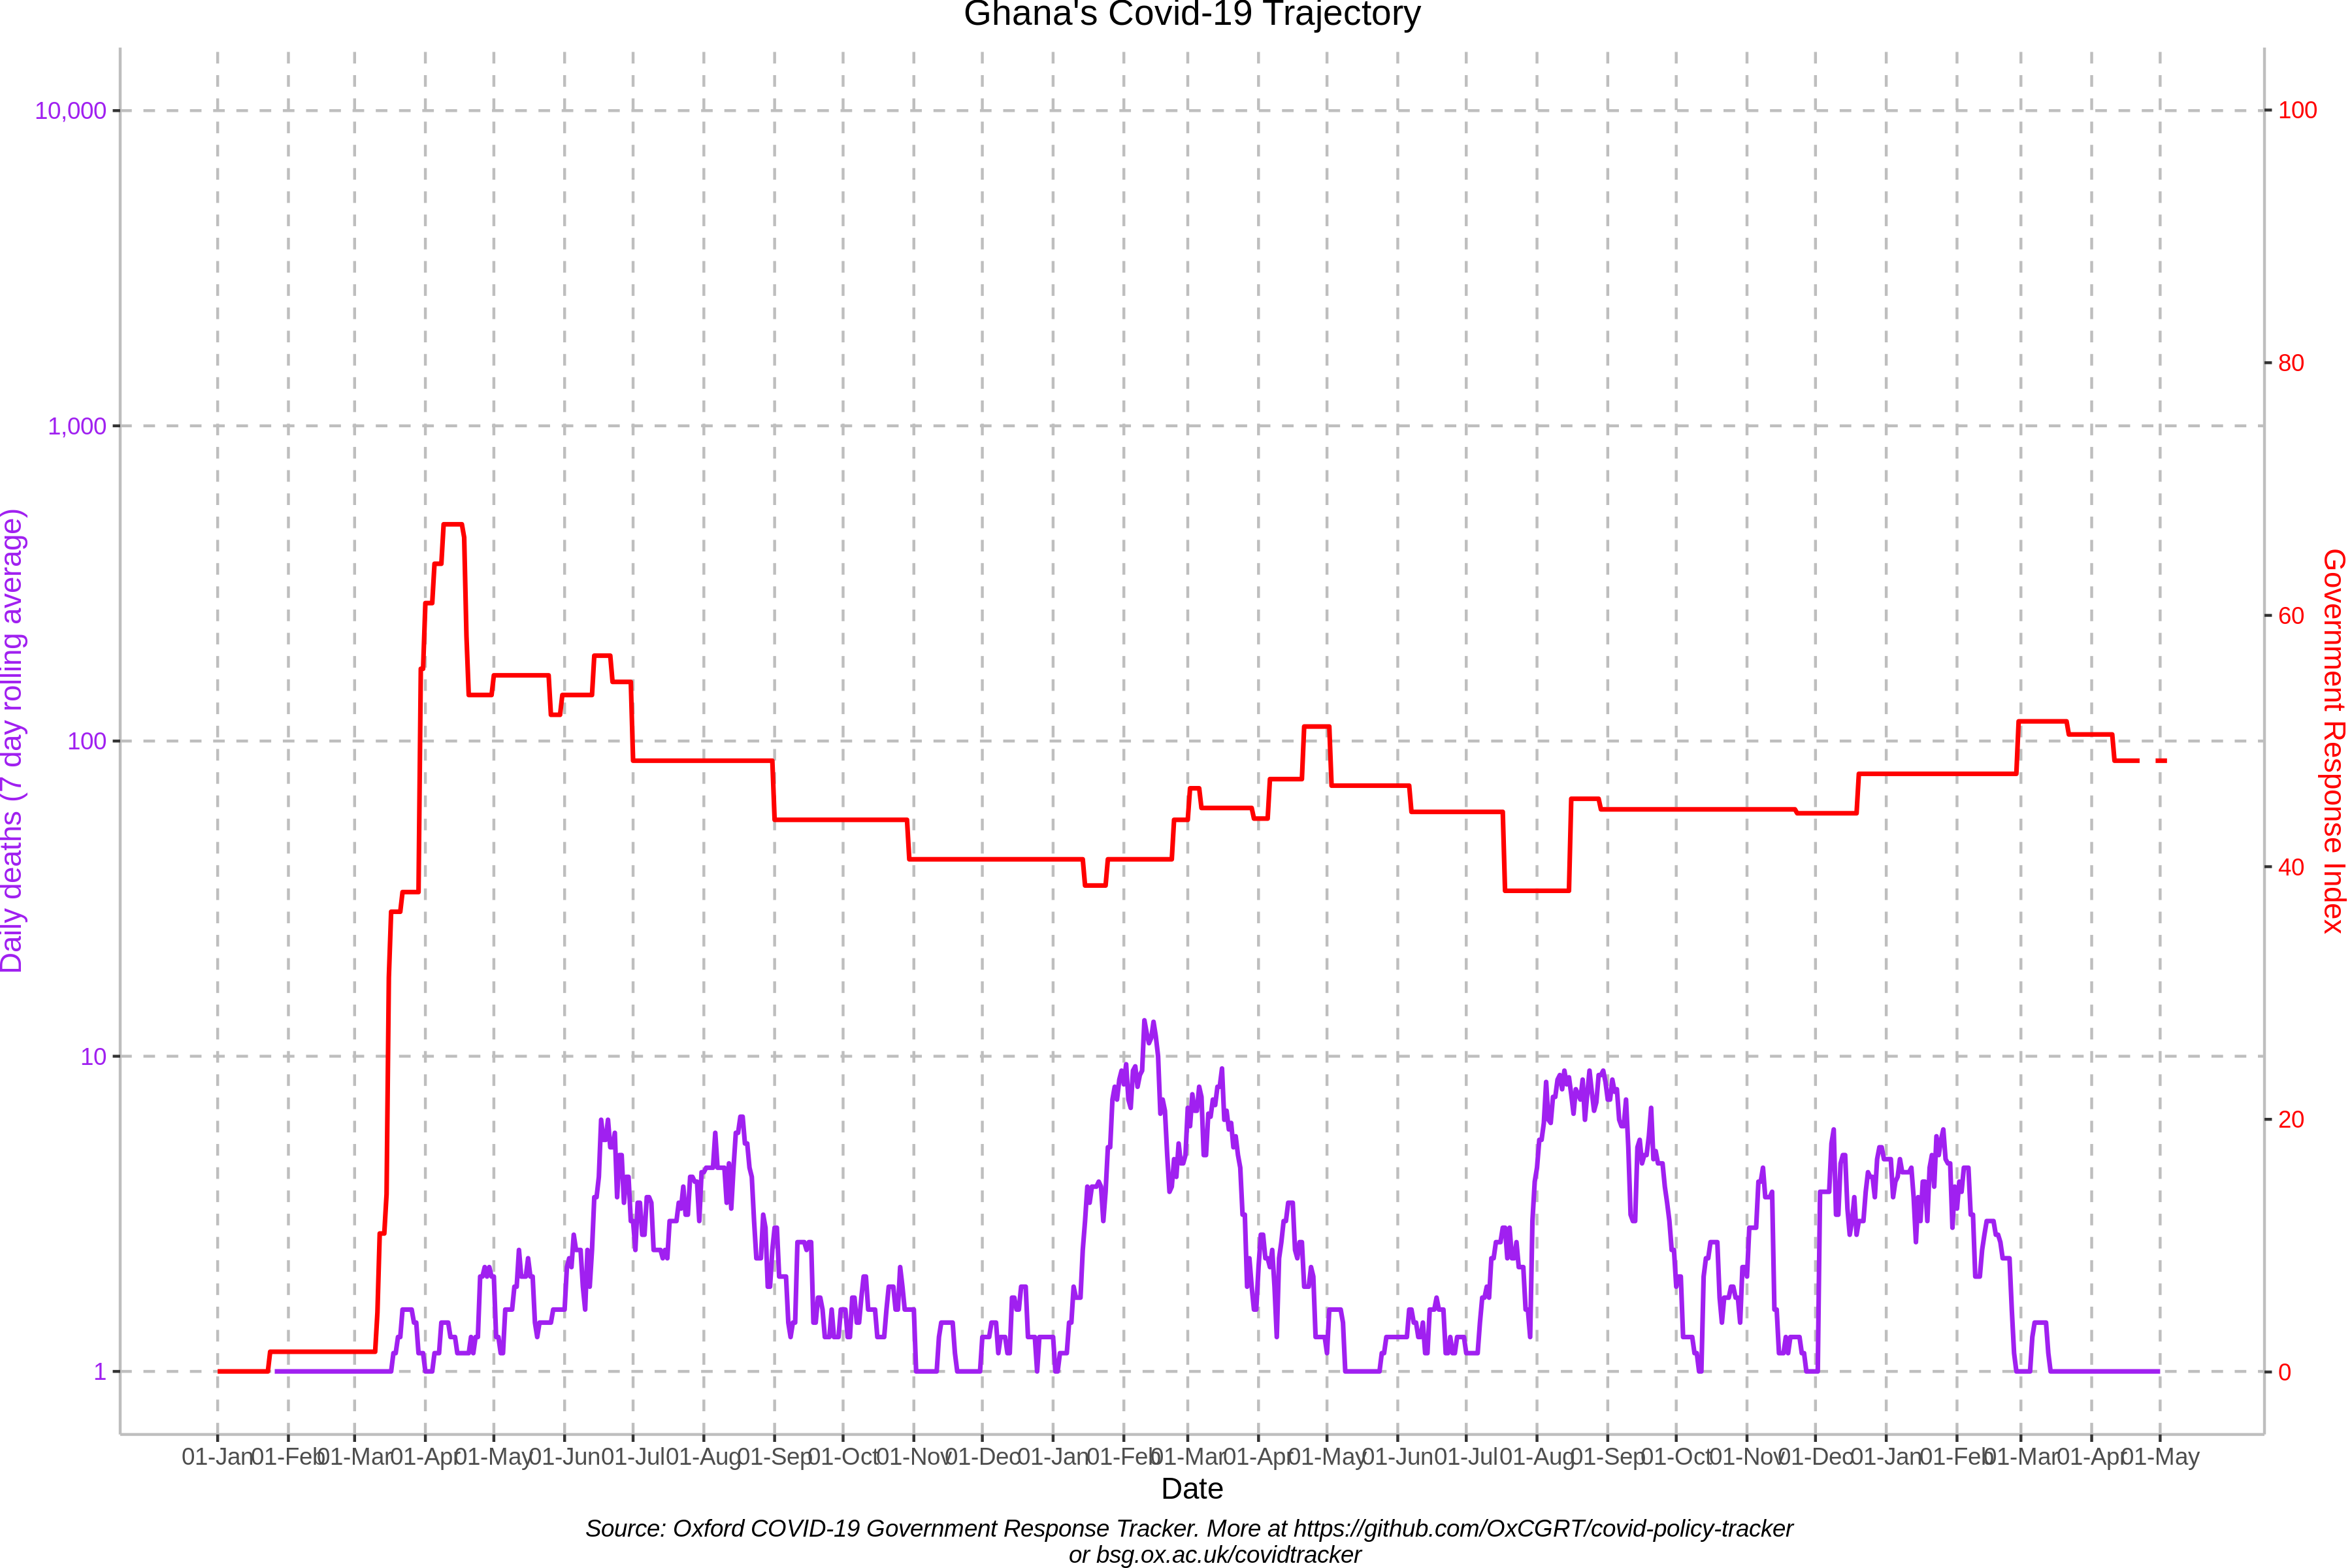 Ghana's Covid-19 Trajectory
10,000
1,000
100
10
1
Daily deaths (7 day rolling average)
100
80
60
40
20
0
Government Response Index
01-Jan 01-Feb 01-Mar 01-Apr 01-May 01-Jun 01-Jul 01-Aug 01-Sep 01-Oct 01-Nov 01-Dec 01-Jan 01-Feb 01-Mar 01-Apr 01-May 01-Jun 01-Jul 01-Aug 01-Sep 01-Oct 01-Nov 01-Dec 01-Jan 01-Feb 01-Mar 01-Apr 01-May
Date
Source: Oxford COVID-19 Government Response Tracker. More at https://github.com/OxCGRT/covid-policy-tracker
or bsg.ox.ac.uk/covidtracker